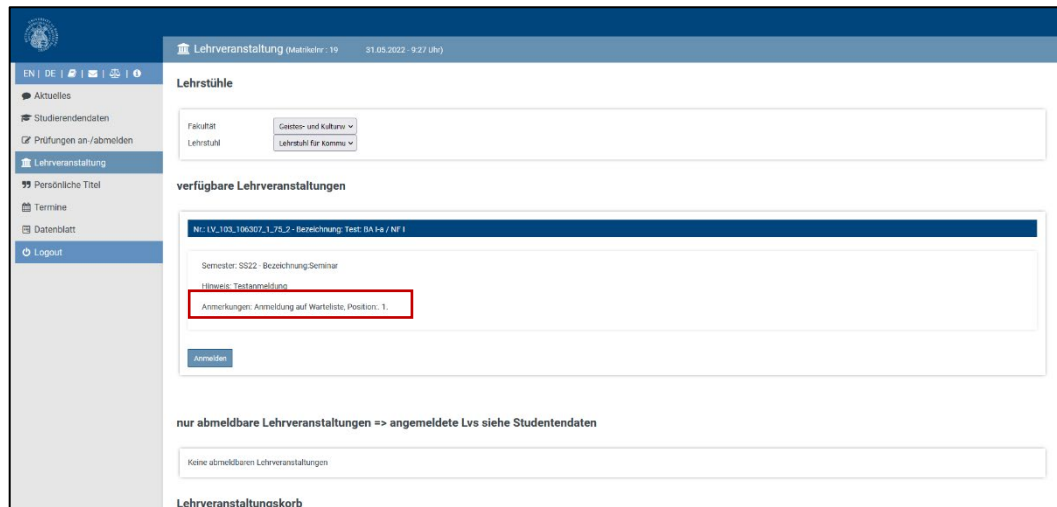 Lehrveranstaltung (Matrikelnr : 19 31.05.2022 - 9:27 Uhr)
EN | DE | | | |
Aktuelles
Studierendendaten
Prüfungen an-/abmelden
Lehrveranstaltung
Persönliche Titel
Termine
Datenblatt
Logout
Lehrstühle
Fakultät Geistes- und Kulturw
Lehrstuhl Lehrstuhl für Kommu
verfügbare Lehrveranstaltungen
Nr.: LV_103_106307_1_75_2 - Bezeichnung: Test: BA I-a / NF I
Semester: SS22 - Bezeichnung:Seminar
Hinweis: Testanmeldung
Anmerkungen: Anmeldung auf Warteliste, Position:. 1.
Anmelden
nur abmeldbare Lehrveranstaltungen => angemeldete Lvs siehe Studentendaten
Keine abmeldbaren Lehrveranstaltungen
Lehrveranstaltungskorb